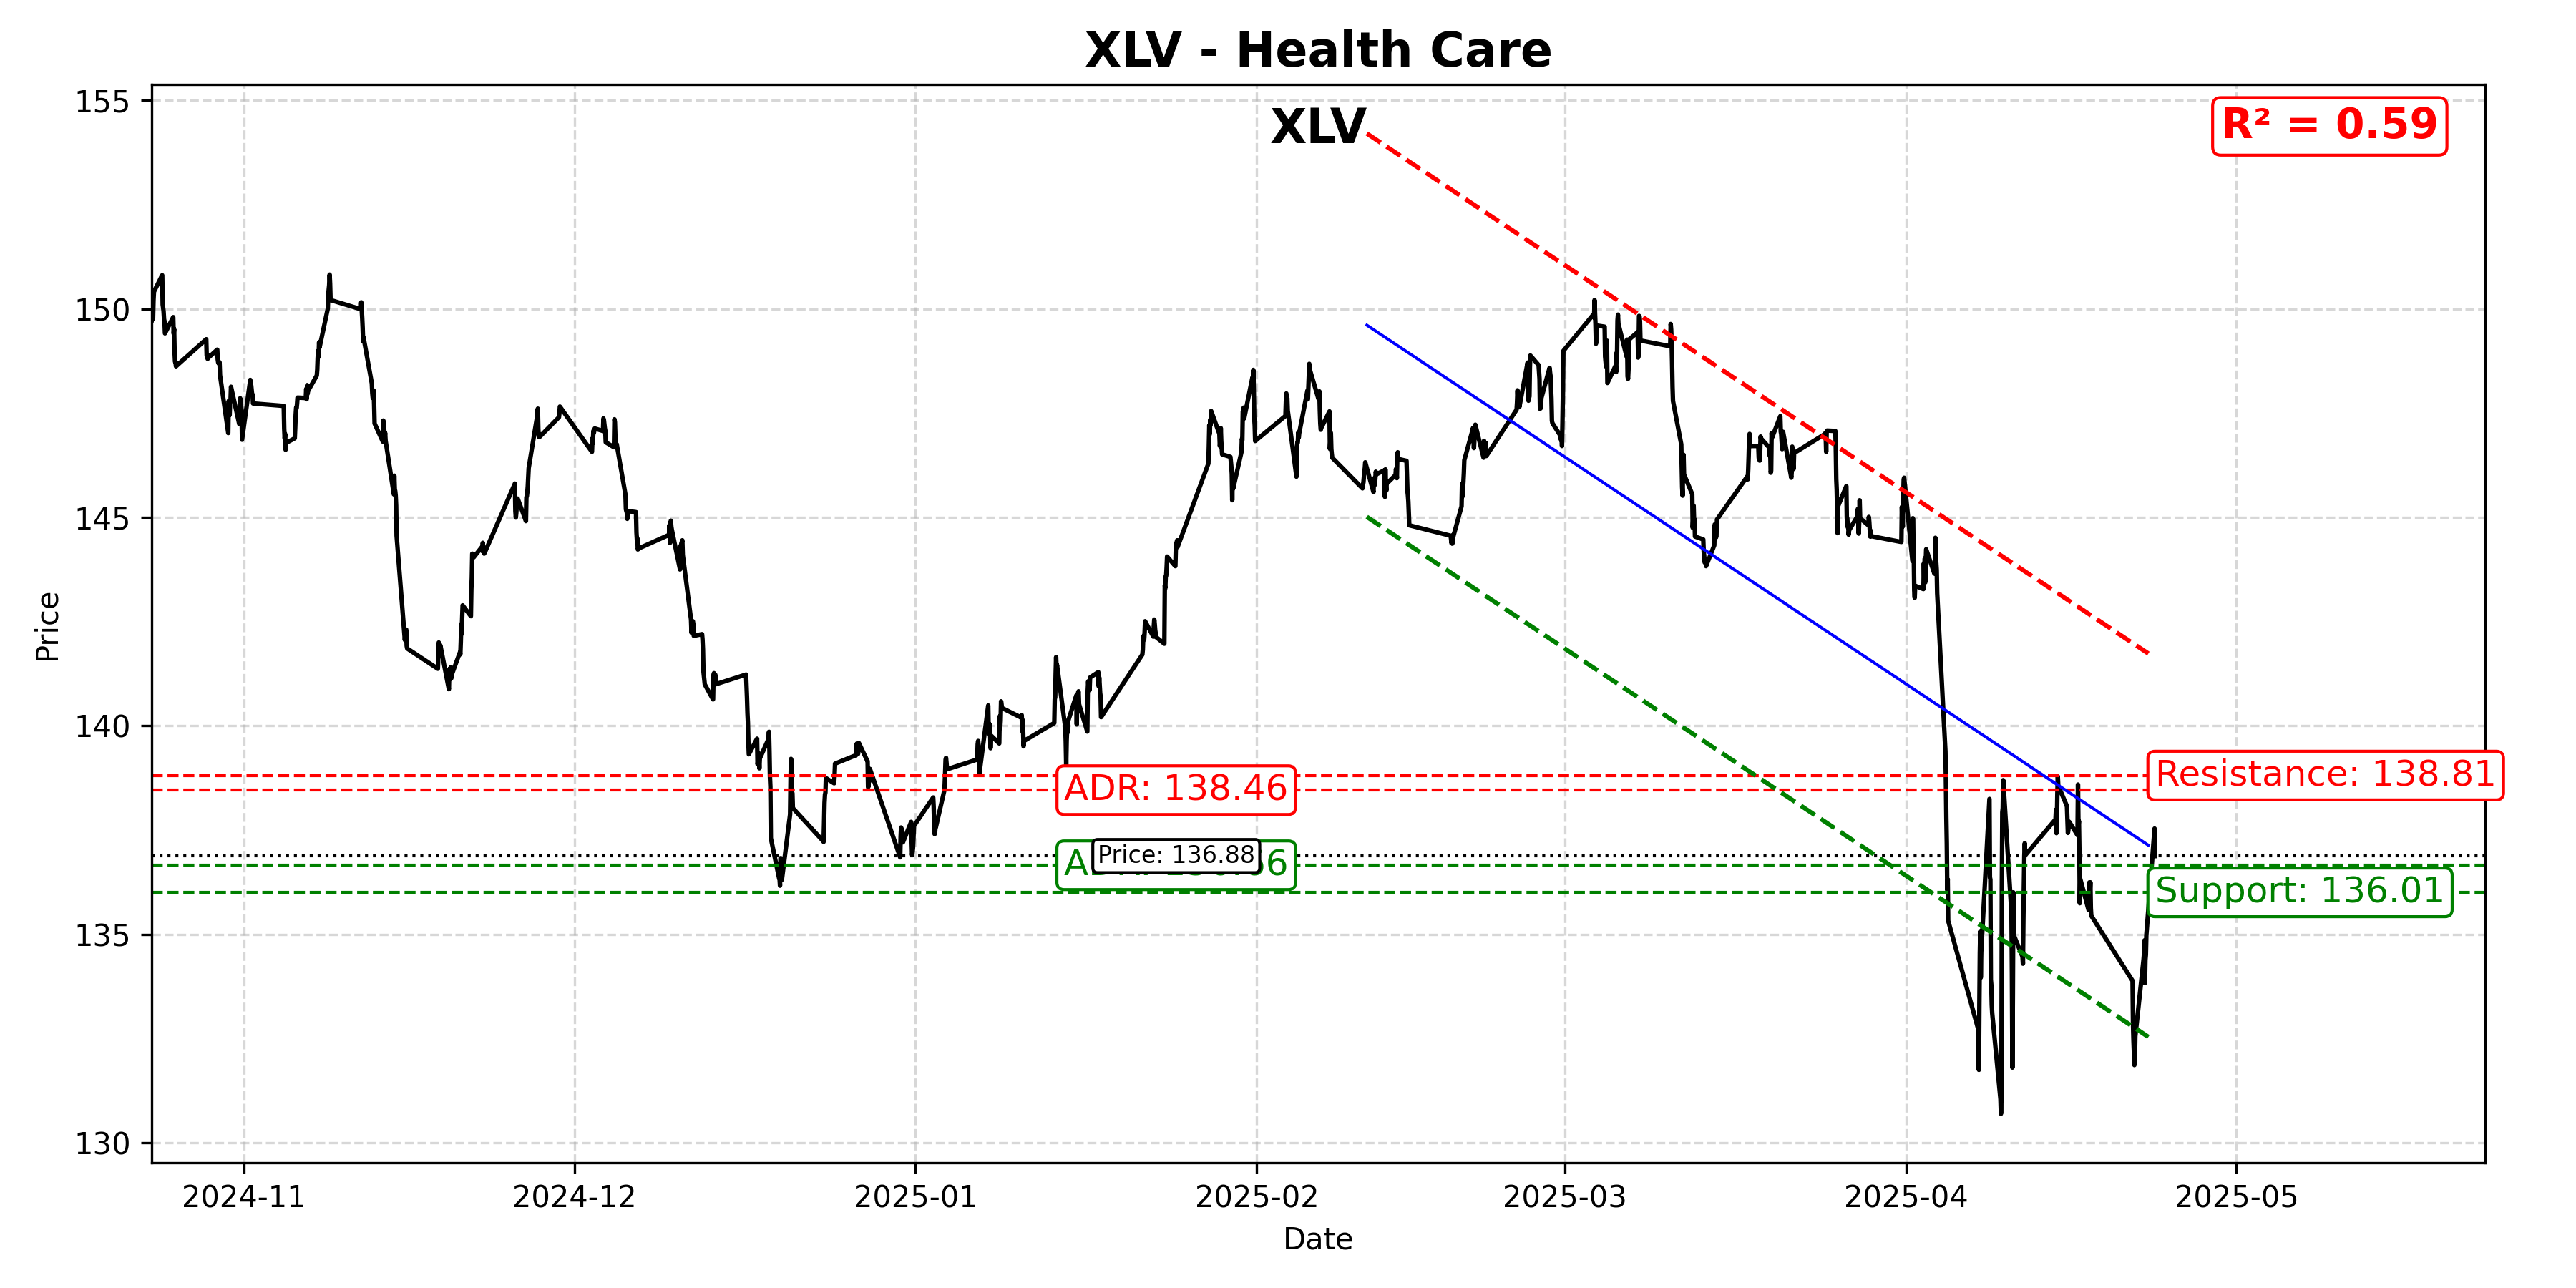 XLV - Health Care
XLV
R² = 0.59
155
150
145
140
135
130
Price
Resistance: 138.81
ADR: 138.46
Price: 136.88
Support: 136.01
2024-11
2024-12
2025-01
2025-02
2025-03
2025-04
2025-05
Date